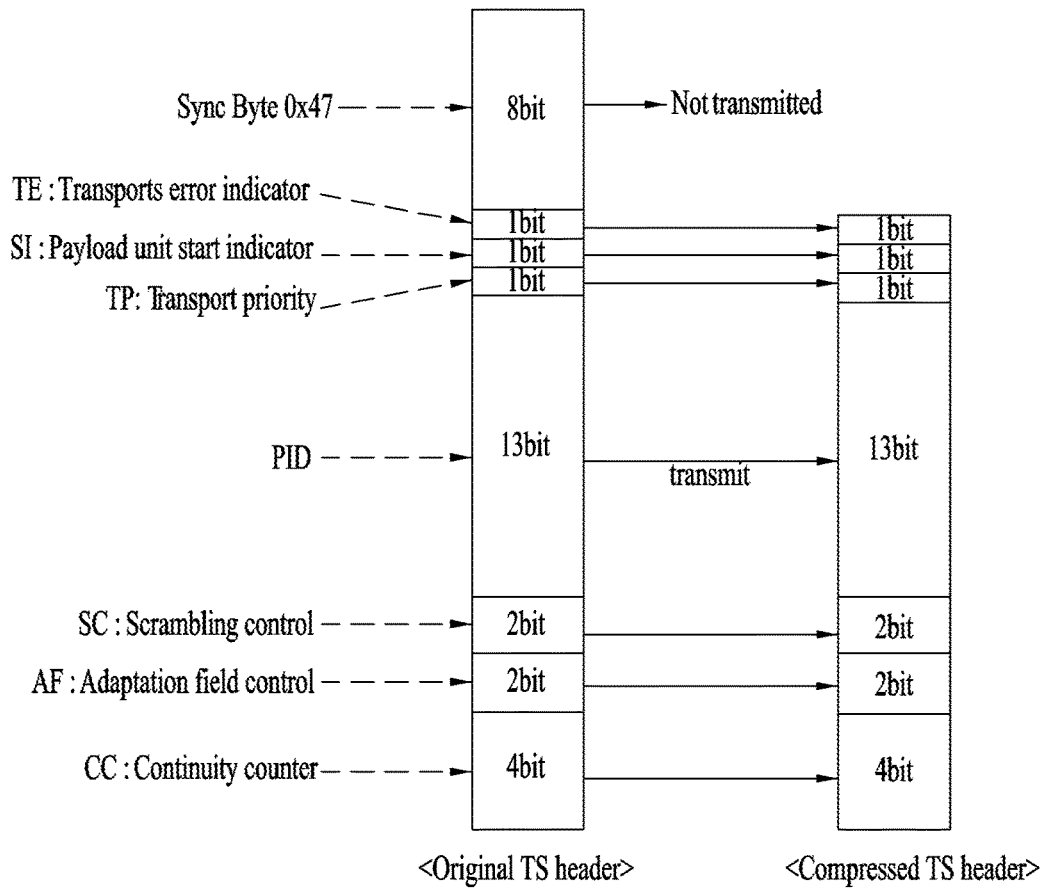 Sync Byte 0x47
8bit
Not transmitted
TE : Transports error indicator
1bit
1bit
SI : Payload unit start indicator
1bit
1bit
TP: Transport priority
1bit
1bit
PID
13bit
transmit
13bit
SC : Scrambling control
2bit
2bit
AF : Adaptation field control
2bit
2bit
CC : Continuity counter
4bit
4bit
<Original TS header>
<Compressed TS header>